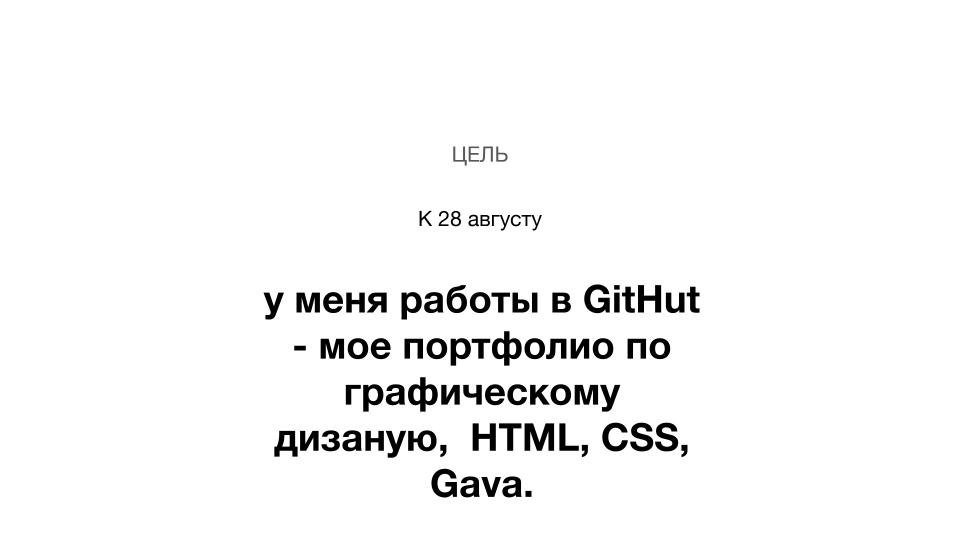 ЦЕЛЬ
К 28 августу
у меня работы в GitHut
- мое портфолио по
графическому
дизаную,  HTML, CSS,
Gava.